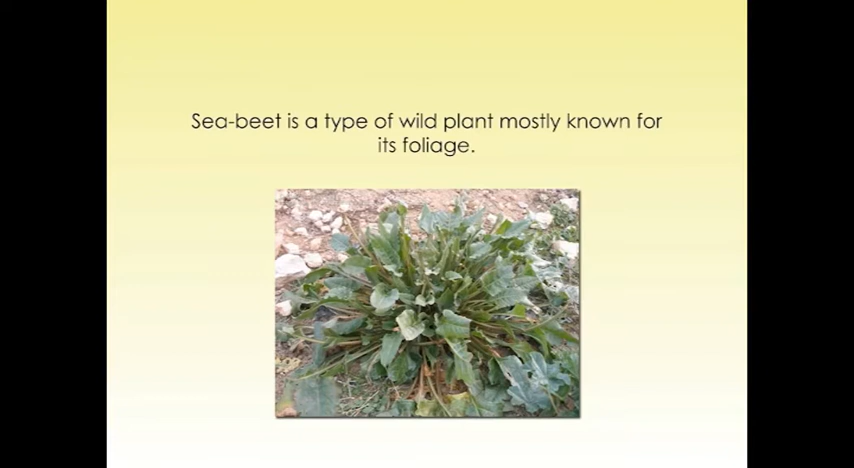 Sea-beet is a type of wild plant mostly known for
its foliage.